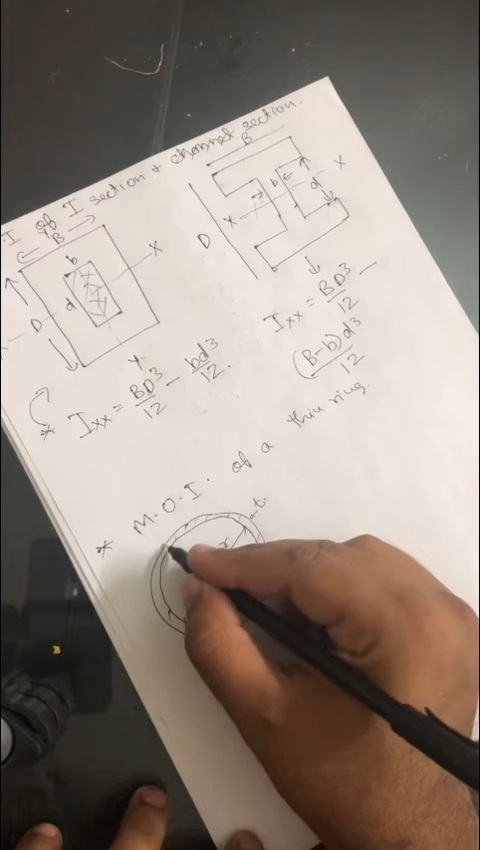 .I of I section & channel section.
← B →
b
X
d
D
Y
* Ixx = BD³/12 - bd³/12.
B
X
b
d
X
D
Ixx = BD³/12 -
(B-b)d³/12
* M.O.I. of a thin ring.
t.
r